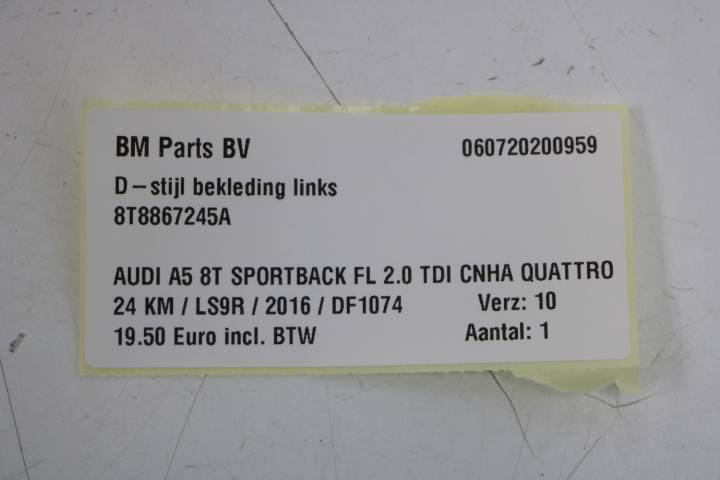 BM Parts BV 060720200959
D-stijl bekleding links
8T8867245A
AUDI A5 8T SPORTBACK FL 2.0 TDI CNHA QUATTRO
24 KM / LS9R / 2016 / DF1074 Verz: 10
19.50 Euro incl. BTW Aantal: 1